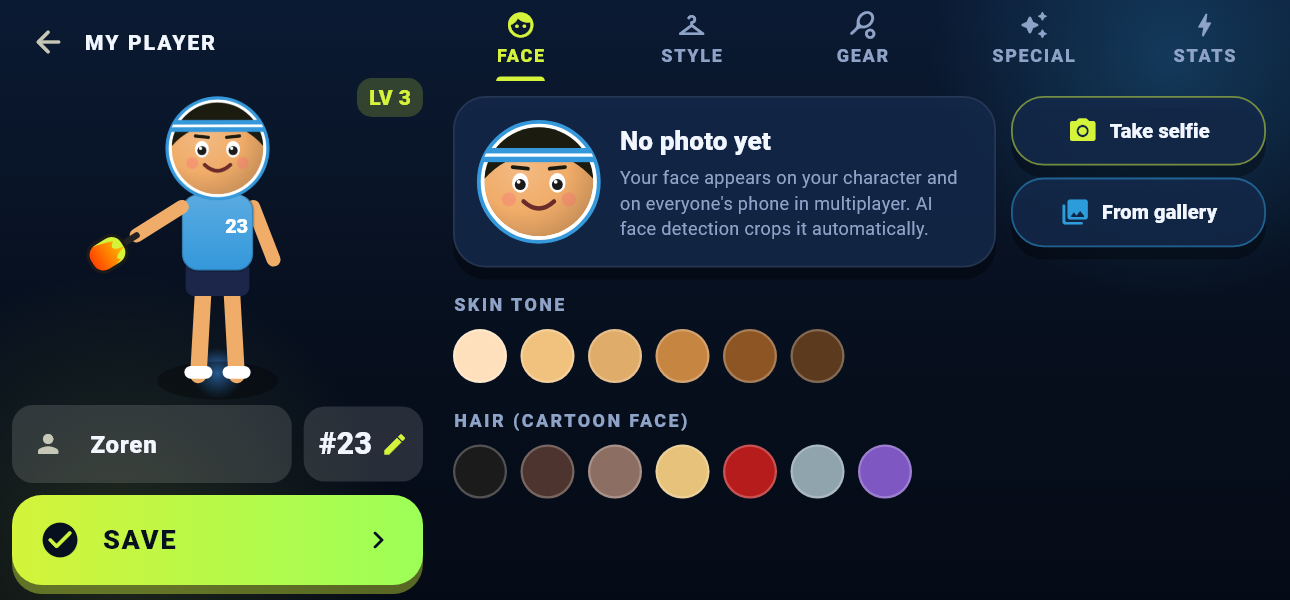 MY PLAYER
FACE
STYLE
GEAR
SPECIAL
STATS
LV 3
23
Zoren
#23
SAVE
No photo yet
Your face appears on your character and
on everyone's phone in multiplayer. AI
face detection crops it automatically.
Take selfie
From gallery
SKIN TONE
HAIR (CARTOON FACE)